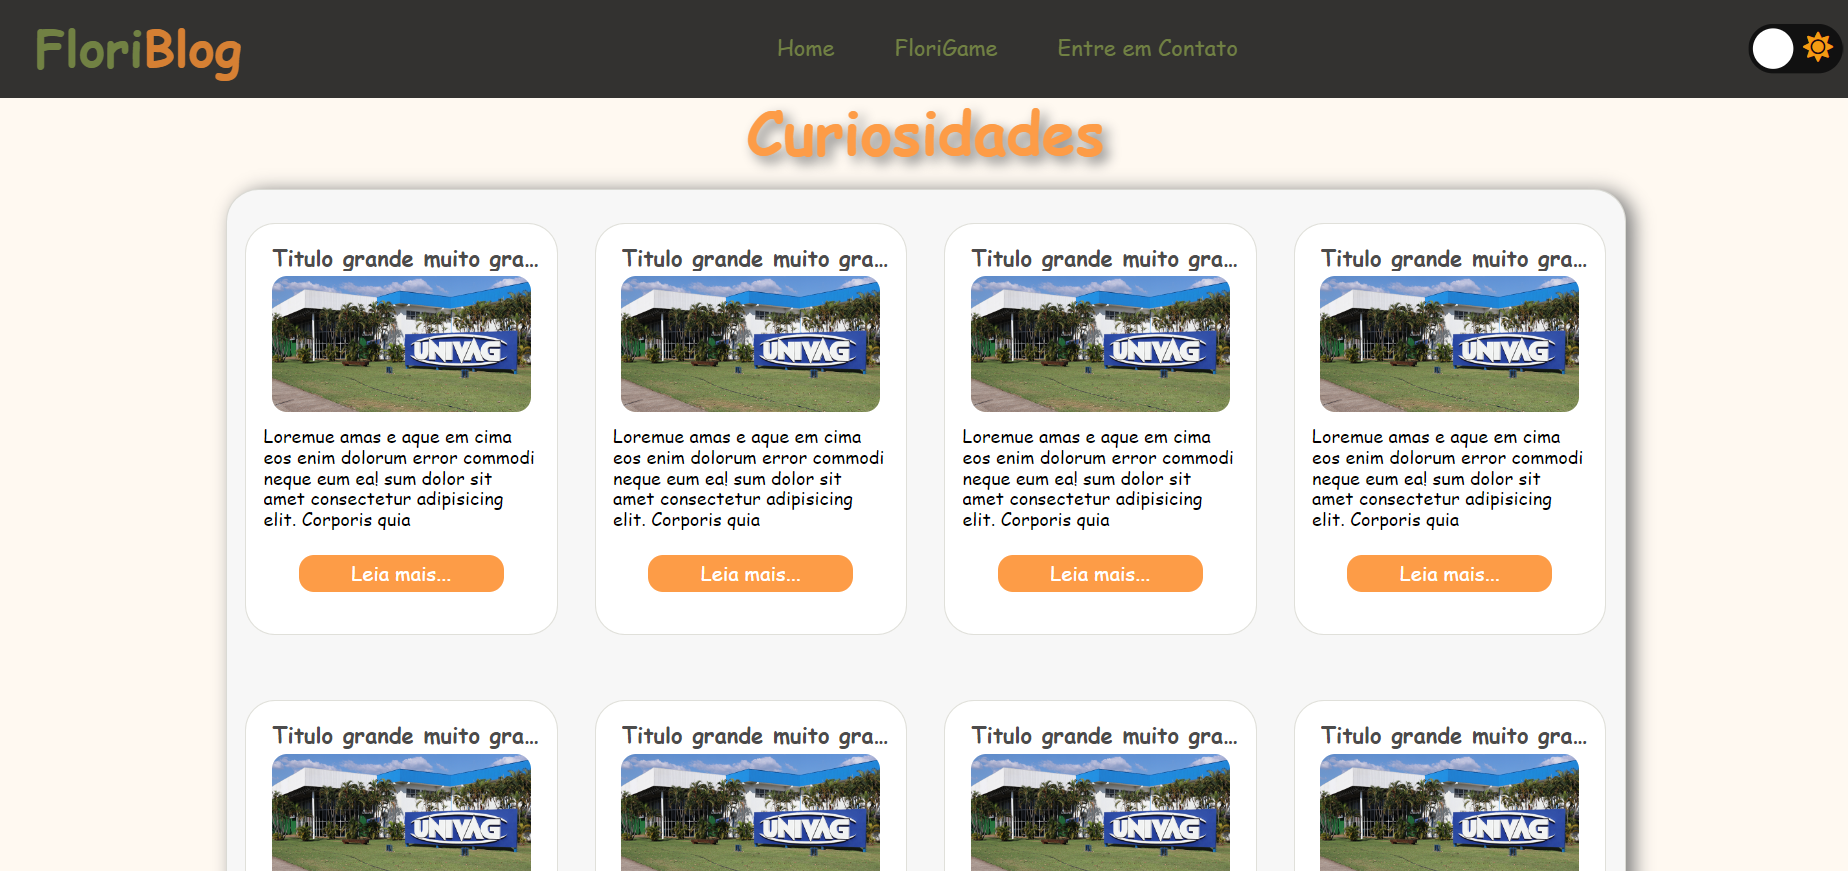 FloriBlog
Home
FloriGame
Entre em Contato
Curiosidades
Titulo grande muito gra...
UNIVAG
Loremue amas e aque em cima
eos enim dolorum error commodi
neque eum ea! sum dolor sit
amet consectetur adipisicing
elit. Corporis quia
Leia mais...
Titulo grande muito gra...
UNIVAG
Loremue amas e aque em cima
eos enim dolorum error commodi
neque eum ea! sum dolor sit
amet consectetur adipisicing
elit. Corporis quia
Leia mais...
Titulo grande muito gra...
UNIVAG
Loremue amas e aque em cima
eos enim dolorum error commodi
neque eum ea! sum dolor sit
amet consectetur adipisicing
elit. Corporis quia
Leia mais...
Titulo grande muito gra...
UNIVAG
Loremue amas e aque em cima
eos enim dolorum error commodi
neque eum ea! sum dolor sit
amet consectetur adipisicing
elit. Corporis quia
Leia mais...
Titulo grande muito gra...
UNIVAG
Titulo grande muito gra...
UNIVAG
Titulo grande muito gra...
UNIVAG
Titulo grande muito gra...
UNIVAG